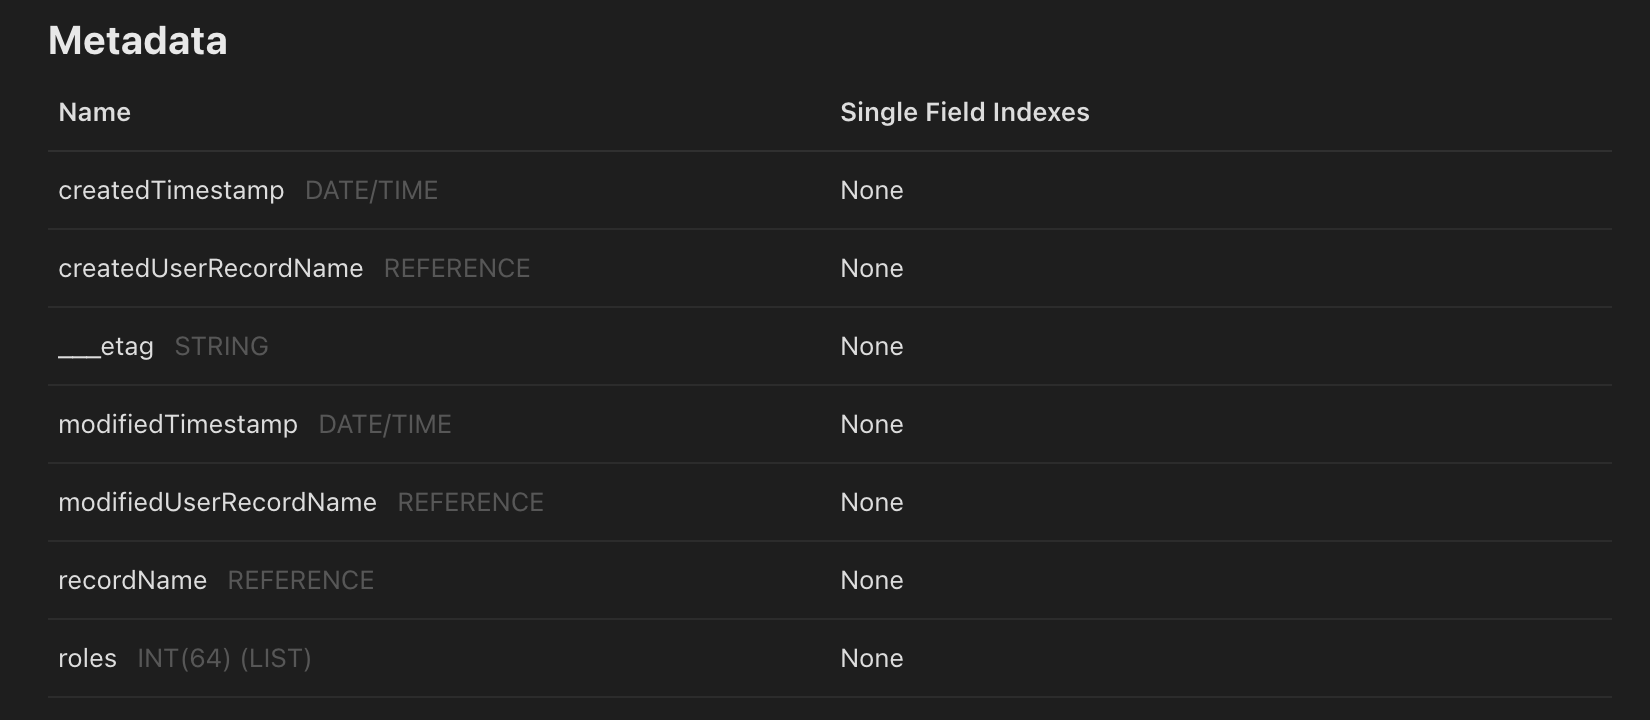 Metadata
Name Single Field Indexes
createdTimestamp DATE/TIME None
createdUserRecordName REFERENCE None
___etag STRING None
modifiedTimestamp DATE/TIME None
modifiedUserRecordName REFERENCE None
recordName REFERENCE None
roles INT(64) (LIST) None